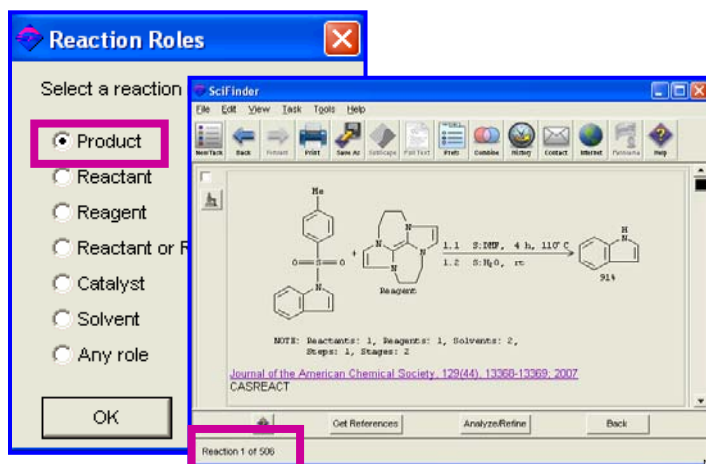 Reaction Roles
Select a reaction
Product
Reactant
Reagent
Reactant or R
Catalyst
Solvent
Any role
OK
SciFinder
File Edit View Task Tools Help
New Task Back Print Save As Full Text Prefs Combine History Contact Internet Help
Me
O S O
N
N N N N
Reagent
1.1 S:DMF, 4 h, 110°C
1.2 S:H2O, rt
H
N
91%
NOTE: Reactants: 1, Reagents: 1, Solvents: 2,
Steps: 1, Stages: 2
Journal of the American Chemical Society, 129(44), 13368-13369; 2007
CASREACT
Get References Analyze/Refine Back
Reaction 1 of 506